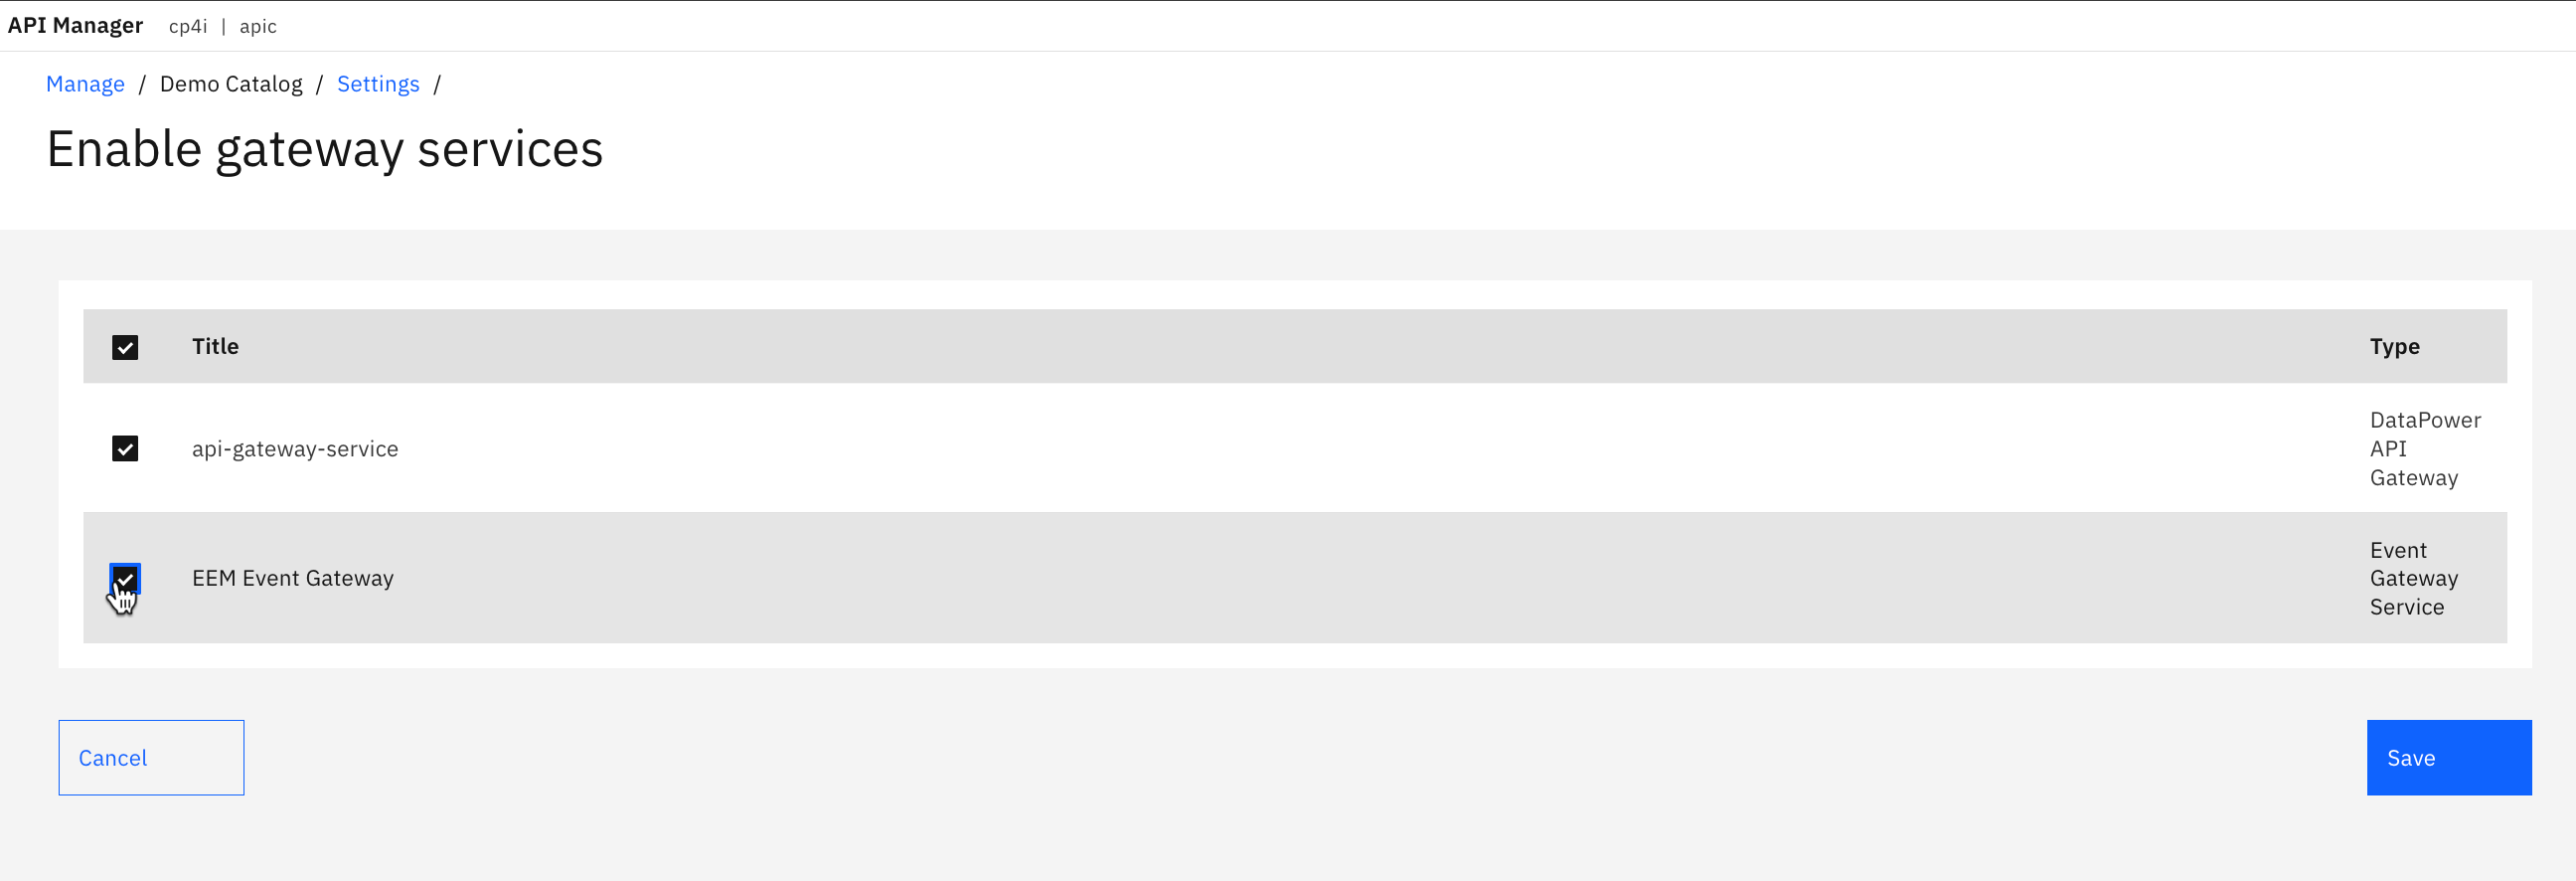 API Manager cp4i | apic
Manage / Demo Catalog / Settings /
Enable gateway services
Title Type
api-gateway-service DataPower
API
Gateway
EEM Event Gateway Event
Gateway
Service
Cancel Save